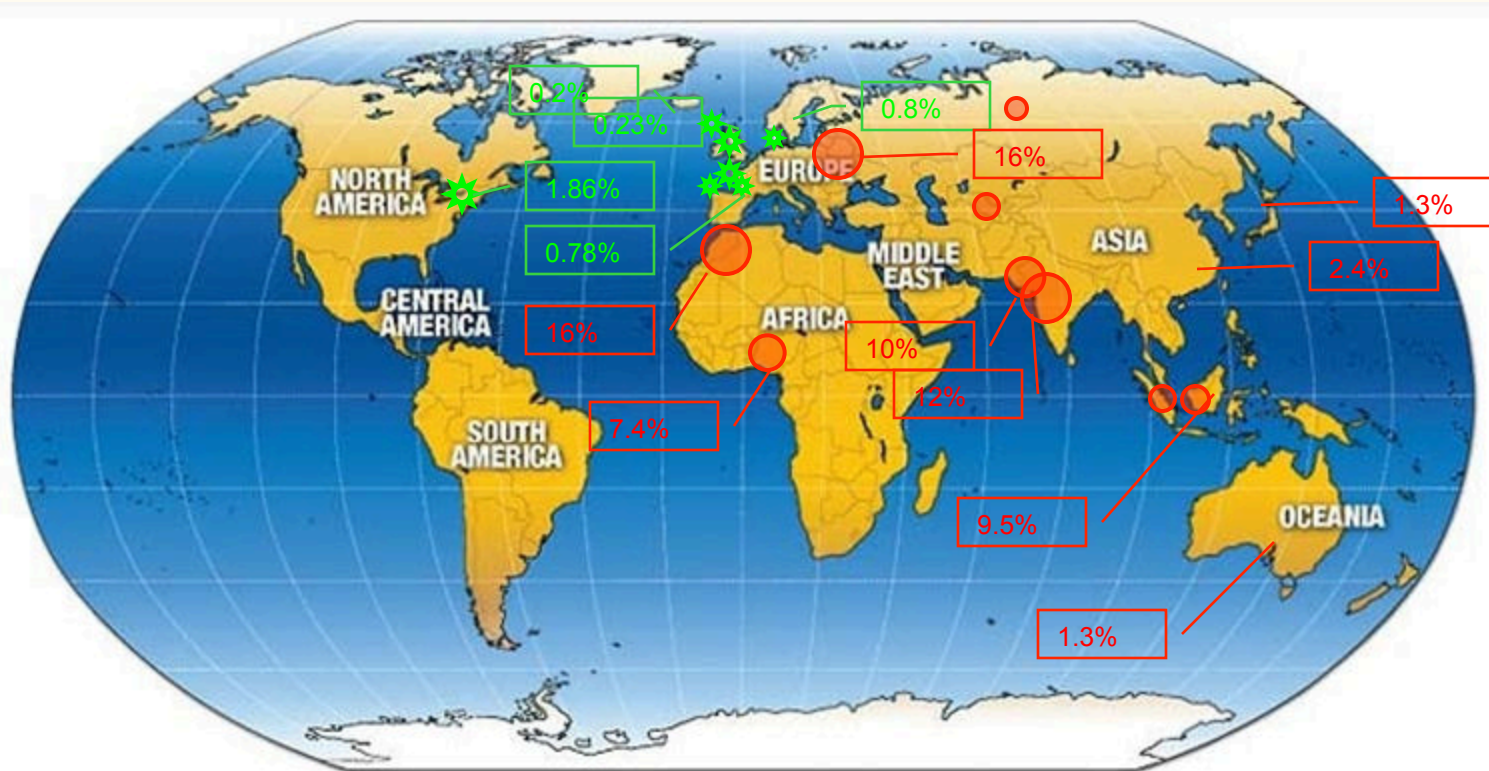 0.2%
0.23%
0.8%
16%
EUROPE
NORTH
AMERICA
1.86%
1.3%
0.78%
ASIA
MIDDLE
EAST
2.4%
CENTRAL
AMERICA
16%
AFRICA
10%
12%
7.4%
SOUTH
AMERICA
9.5%
OCEANIA
1.3%